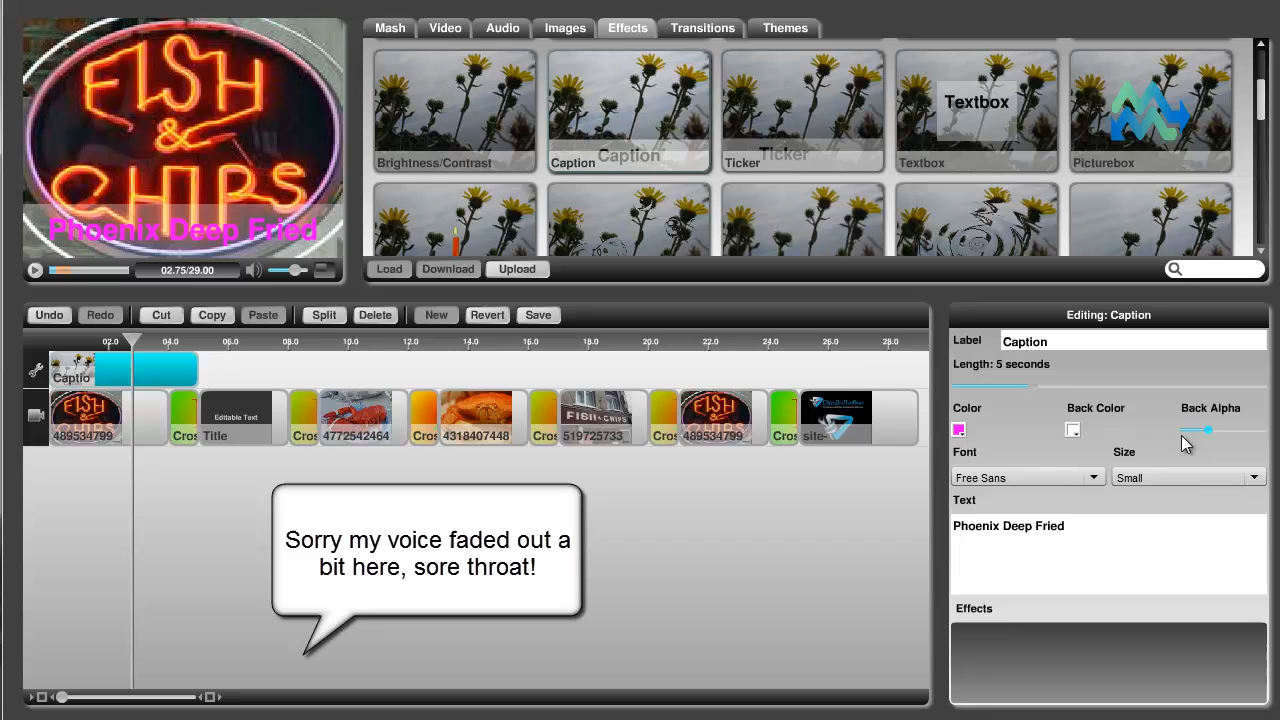 FISH
&
CHIPS
Phoenix Deep Fried
02.75/29.00
Mash
Video
Audio
Images
Effects
Transitions
Themes
Brightness/Contrast
Caption
Caption
Ticker
Ticker
Textbox
Textbox
Picturebox
Load
Download
Upload
Undo
Redo
Cut
Copy
Paste
Split
Delete
New
Revert
Save
02.0
04.0
06.0
08.0
10.0
12.0
14.0
16.0
18.0
20.0
22.0
24.0
26.0
28.0
Captio
489534799
Cros
Editable Text
Title
Cros
4772542464
Cros
4318407448
Cros
FISH & CHIPS
519725733
Cros
489534799
Cros
site-
Sorry my voice faded out a
bit here, sore throat!
Editing: Caption
Label
Caption
Length: 5 seconds
Color
Back Color
Back Alpha
Font
Size
Free Sans
Small
Text
Phoenix Deep Fried
Effects